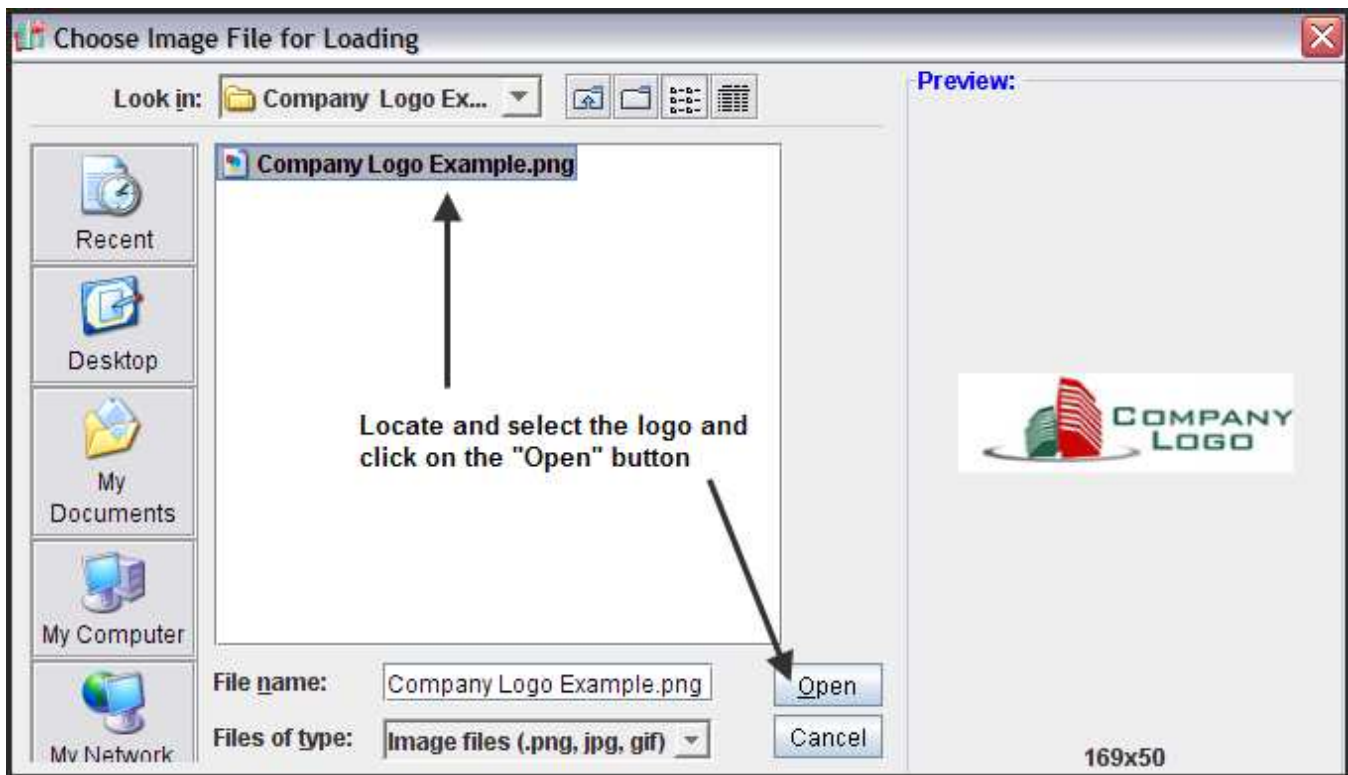 Choose Image File for Loading
Look in:
Company Logo Ex...
Preview:
Company Logo Example.png
Recent
Desktop
My
Documents
My Computer
My Network
Locate and select the logo and
click on the "Open" button
COMPANY
LOGO
File name:
Company Logo Example.png
Open
Files of type:
Image files (.png, jpg, gif)
Cancel
169x50